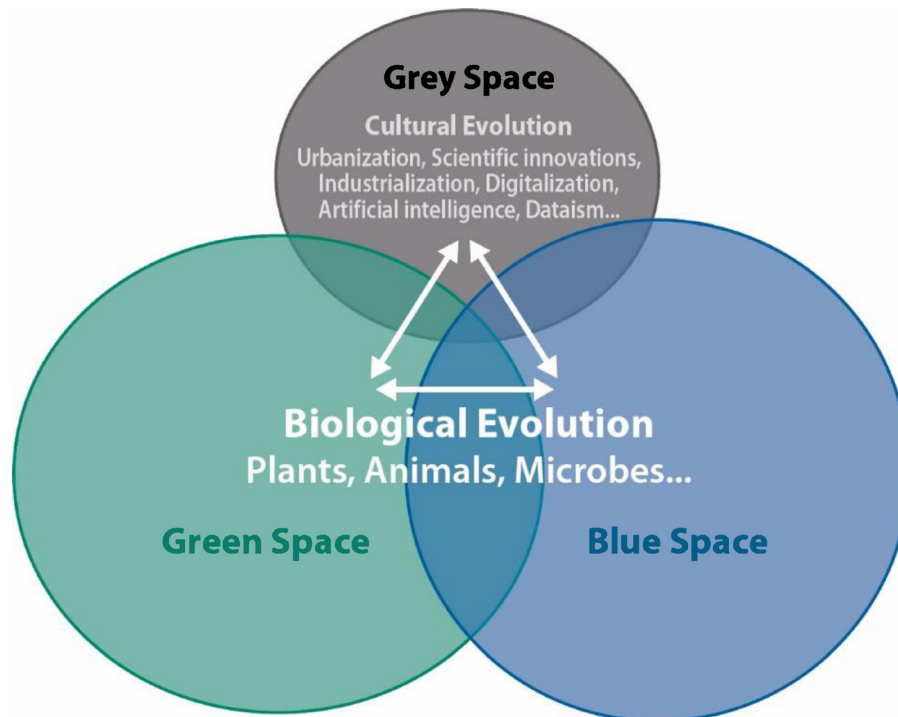 Grey Space
Cultural Evolution
Urbanization, Scientific innovations,
Industrialization, Digitalization,
Artificial intelligence, Dataism...
Biological Evolution
Plants, Animals, Microbes...
Green Space
Blue Space